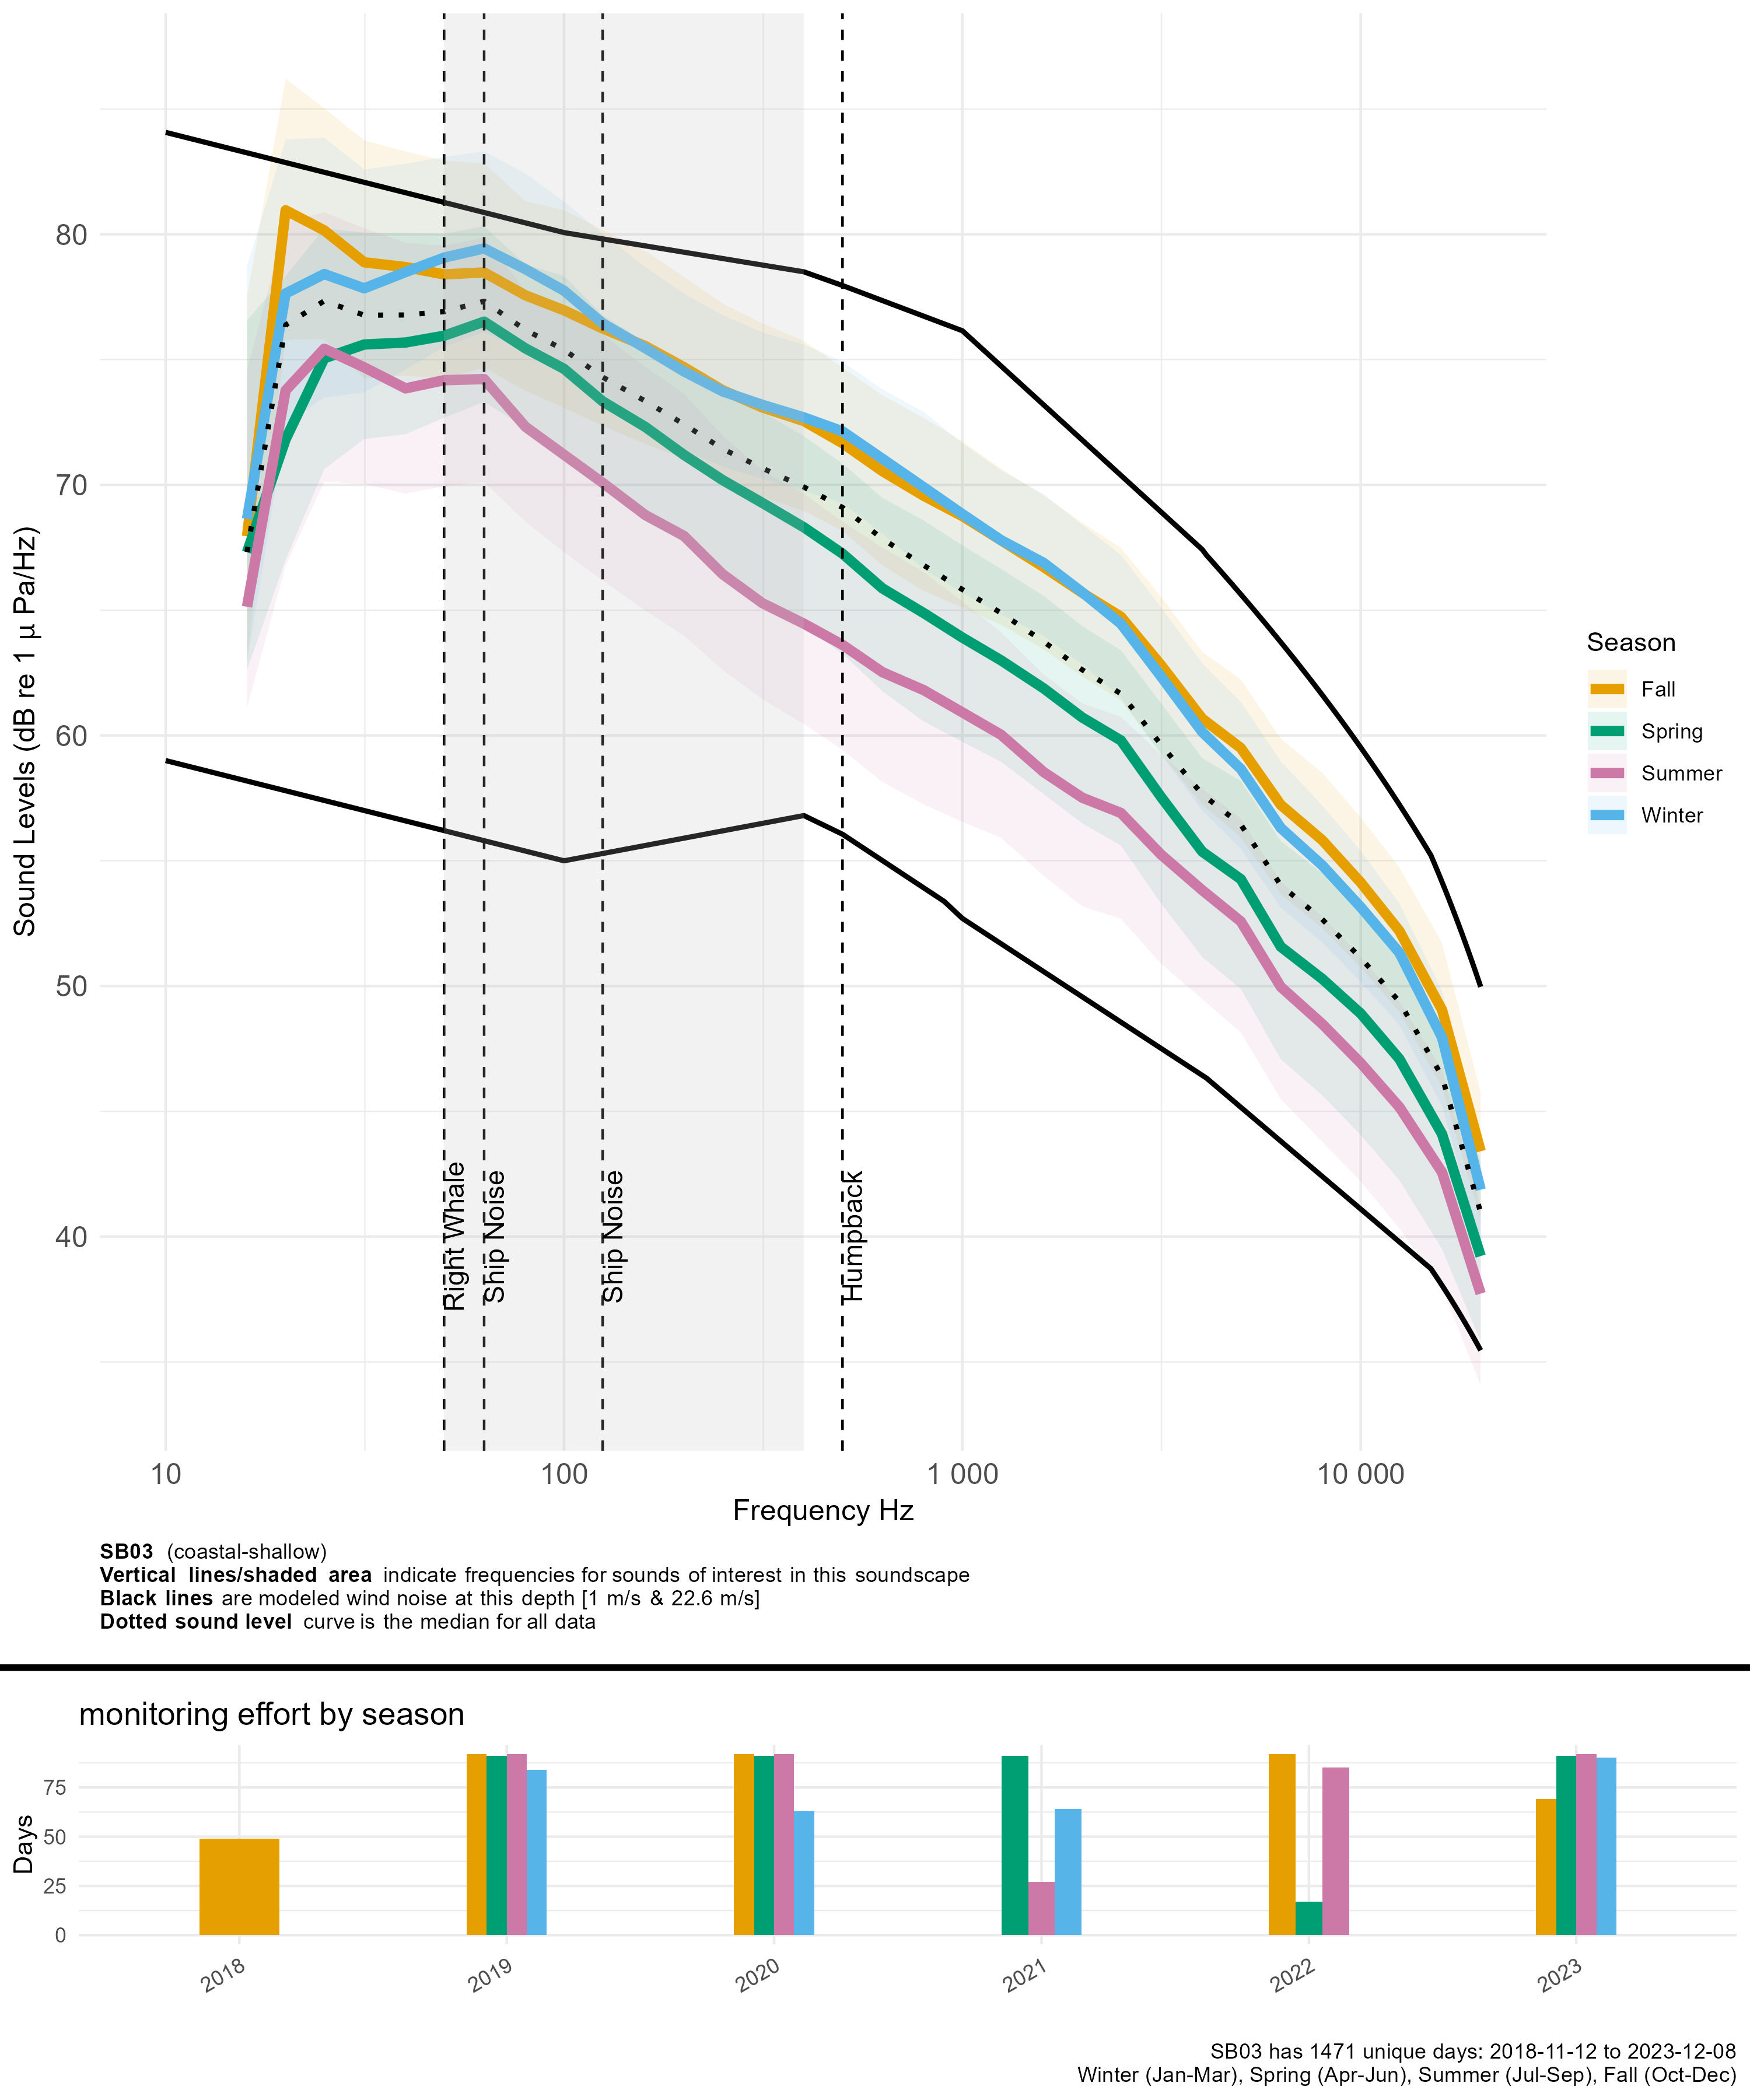 80
70
60
50
40
Sound Levels (dB re 1 µ Pa/Hz)
Right Whale
Ship Noise
Ship Noise
Humpback
10
100
1 000
10 000
Frequency Hz
Season
Fall
Spring
Summer
Winter
SB03 (coastal-shallow)
Vertical lines/shaded area indicate frequencies for sounds of interest in this soundscape
Black lines are modeled wind noise at this depth [1 m/s & 22.6 m/s]
Dotted sound level curve is the median for all data
monitoring effort by season
75
50
25
0
Days
2018
2019
2020
2021
2022
2023
SB03 has 1471 unique days: 2018-11-12 to 2023-12-08
Winter (Jan-Mar), Spring (Apr-Jun), Summer (Jul-Sep), Fall (Oct-Dec)